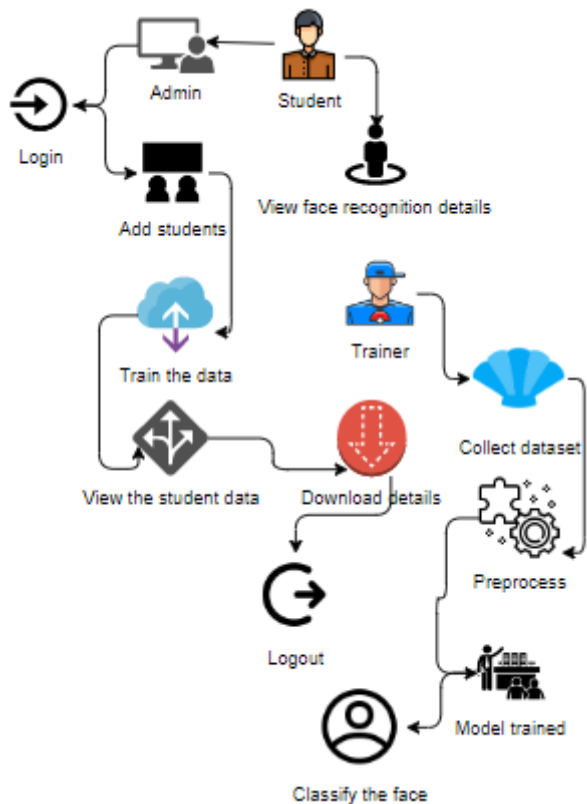 Admin
Student
Login
View face recognition details
Add students
Trainer
Train the data
Collect dataset
View the student data
Download details
Preprocess
Logout
Model trained
Classify the face